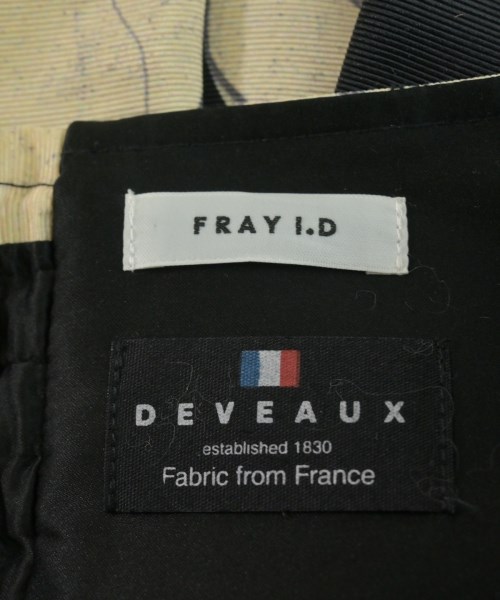 FRAY I.D
DEVEAUX
established 1830
Fabric from France